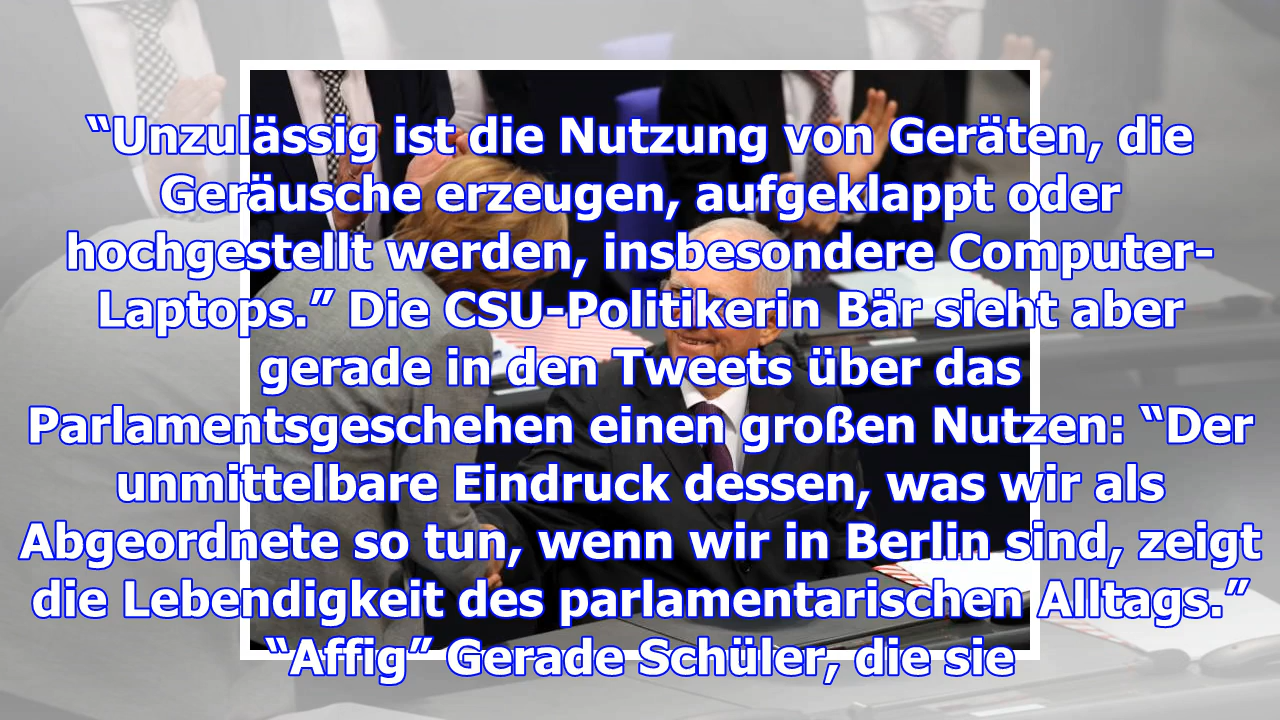 “Unzulässig ist die Nutzung von Geräten, die
Geräusche erzeugen, aufgeklappt oder
hochgestellt werden, insbesondere Computer-
Laptops.” Die CSU-Politikerin Bär sieht aber
gerade in den Tweets über das
Parlamentsgeschehen einen großen Nutzen: “Der
unmittelbare Eindruck dessen, was wir als
Abgeordnete so tun, wenn wir in Berlin sind, zeigt
die Lebendigkeit des parlamentarischen Alltags.”
“Affig” Gerade Schüler, die sie